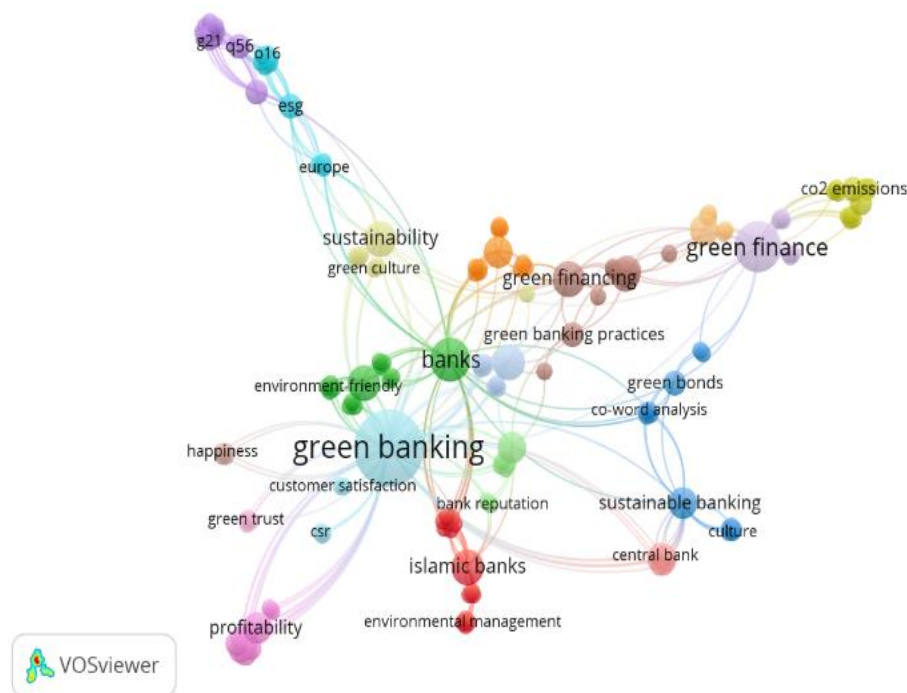 g21
q56
o16
esg
europe
co2 emissions
sustainability
green culture
green finance
green financing
green banking practices
banks
environment-friendly
green bonds
co-word analysis
green banking
happiness
customer satisfaction
bank reputation
sustainable banking
green trust
csr
culture
central bank
islamic banks
environmental management
profitability
VOSviewer